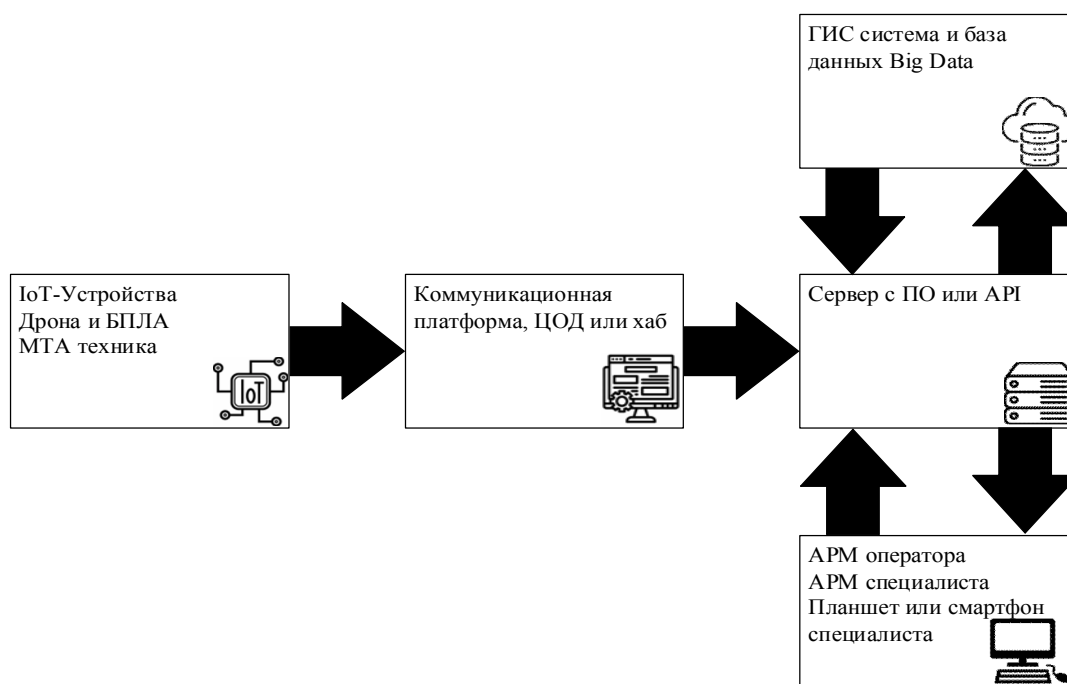 ГИС система и база
данных Big Data
IoT-Устройства
Дрона и БПЛА
МТА техника
IoT
Коммуникационная
платформа, ЦОД или хаб
Сервер с ПО или API
АРМ оператора
АРМ специалиста
Планшет или смартфон
специалиста